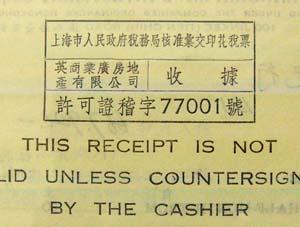 上海市人民政府税務局核准彙交印花税票
英商業廣房地產有限公司 收據
許可證稽字77001號
THIS RECEIPT IS NOT
LID UNLESS COUNTERSIGN
BY THE CASHIER